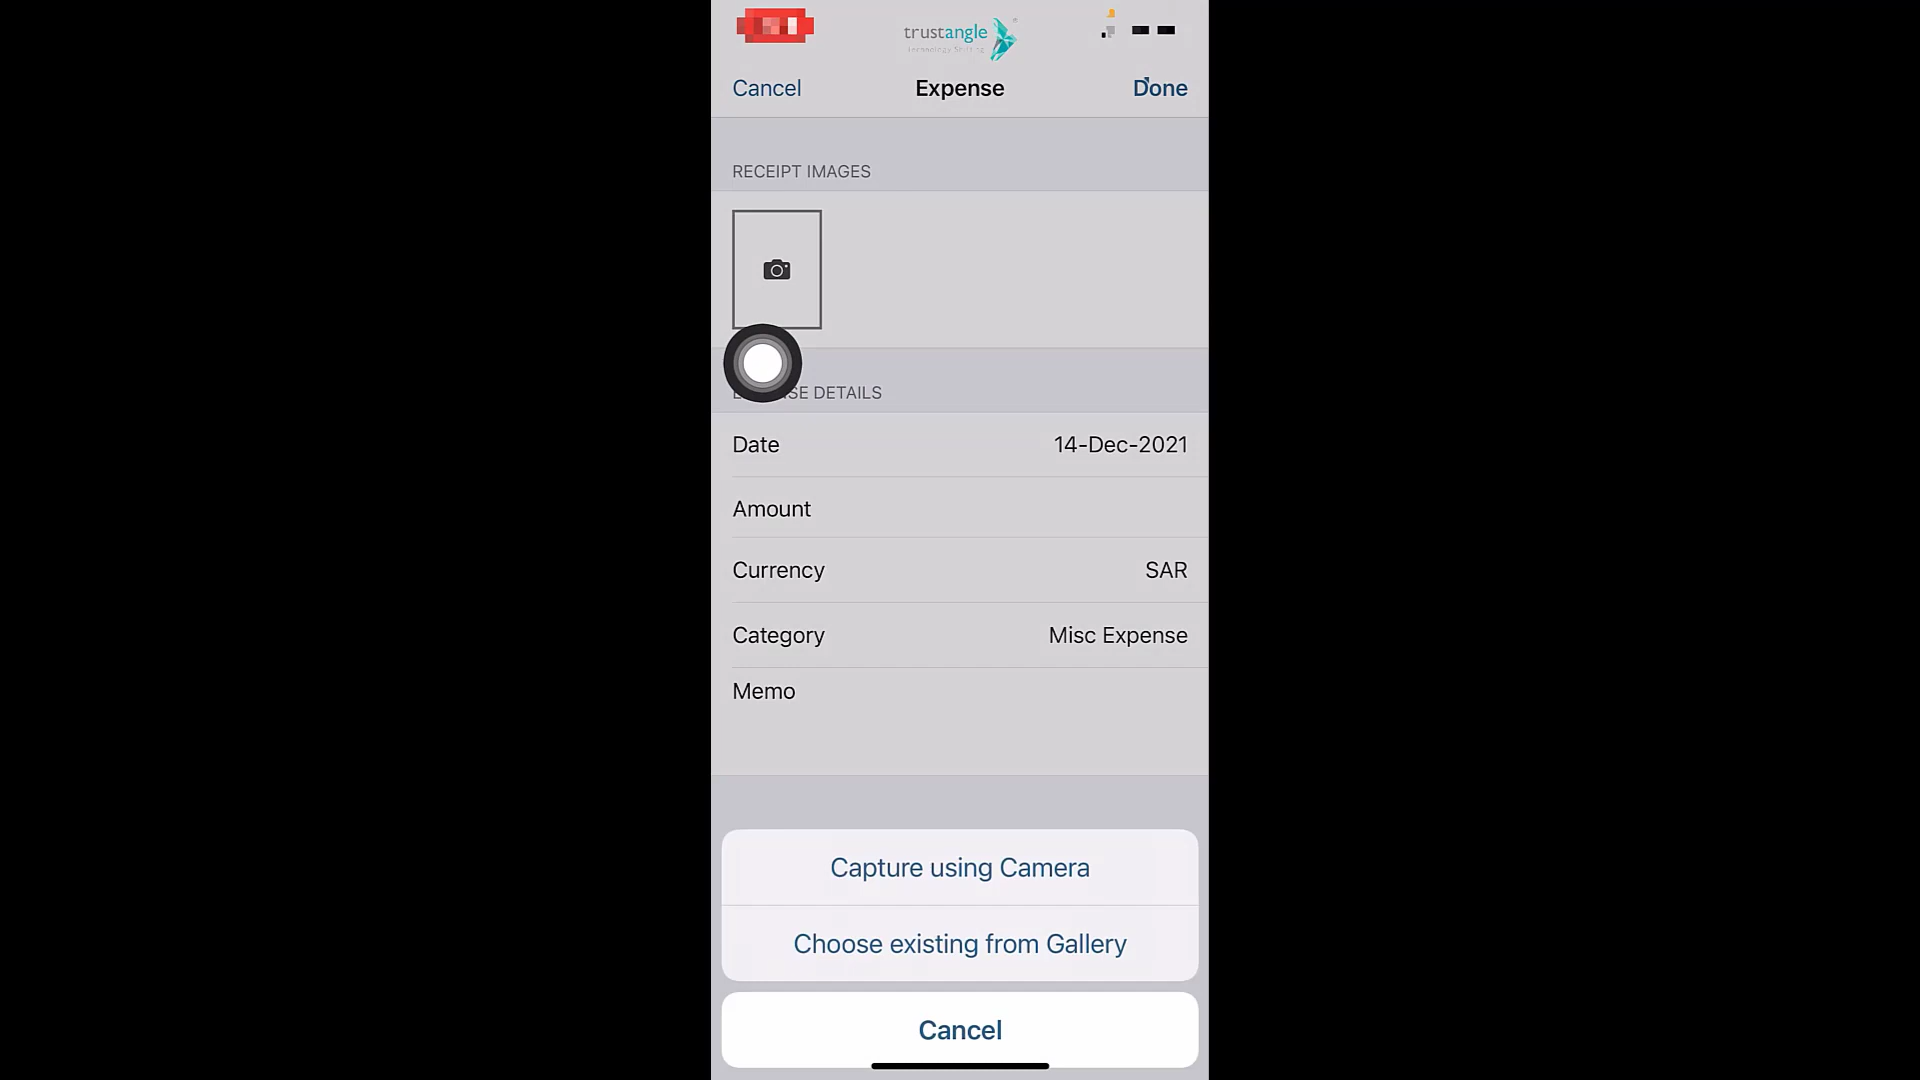 trustangle
Cancel
Expense
Done
RECEIPT IMAGES
SE DETAILS
Date
14-Dec-2021
Amount
Currency
SAR
Category
Misc Expense
Memo
Capture using Camera
Choose existing from Gallery
Cancel